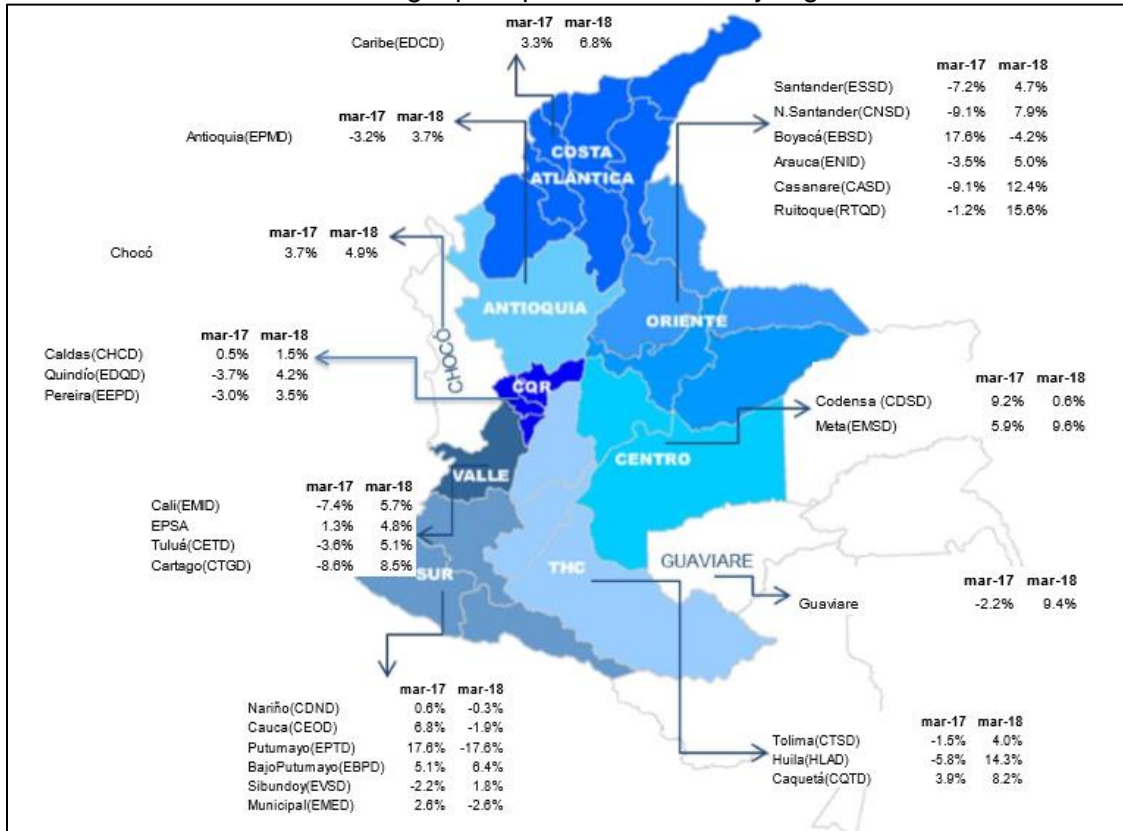 mar-17 mar-18
Caribe(EDCD) 3.3% 6.8%
mar-17 mar-18
Santander(ESSD) -7.2% 4.7%
N.Santander(CNSD) -9.1% 7.9%
Boyacá(EBSD) 17.6% -4.2%
Arauca(ENID) -3.5% 5.0%
Casanare(CASD) -9.1% 12.4%
Ruitoque(RTQD) -1.2% 15.6%
mar-17 mar-18
Antioquia(EPMD) -3.2% 3.7%
COSTA
ATLÁNTICA
mar-17 mar-18
Chocó 3.7% 4.9%
ANTIOQUIA
ORIENTE
CHOCÓ
mar-17 mar-18
Caldas(CHCD) 0.5% 1.5%
Quindío(EDQD) -3.7% 4.2%
Pereira(EEPD) -3.0% 3.5%
CQR
mar-17 mar-18
Codensa (CDSD) 9.2% 0.6%
Meta(EMSD) 5.9% 9.6%
CENTRO
VALLE
mar-17 mar-18
Cali(EMID) -7.4% 5.7%
EPSA 1.3% 4.8%
Tuluá(CETD) -3.6% 5.1%
Cartago(CTGD) -8.6% 8.5%
SUR
THC
GUAVIARE
mar-17 mar-18
Guaviare -2.2% 9.4%
mar-17 mar-18
Nariño(CDND) 0.6% -0.3%
Cauca(CEOD) 6.8% -1.9%
Putumayo(EPTD) 17.6% -17.6%
BajoPutumayo(EBPD) 5.1% 6.4%
Sibundoy(EVSD) -2.2% 1.8%
Municipal(EMED) 2.6% -2.6%
mar-17 mar-18
Tolima(CTSD) -1.5% 4.0%
Huila(HLAD) -5.8% 14.3%
Caquetá(CQTD) 3.9% 8.2%